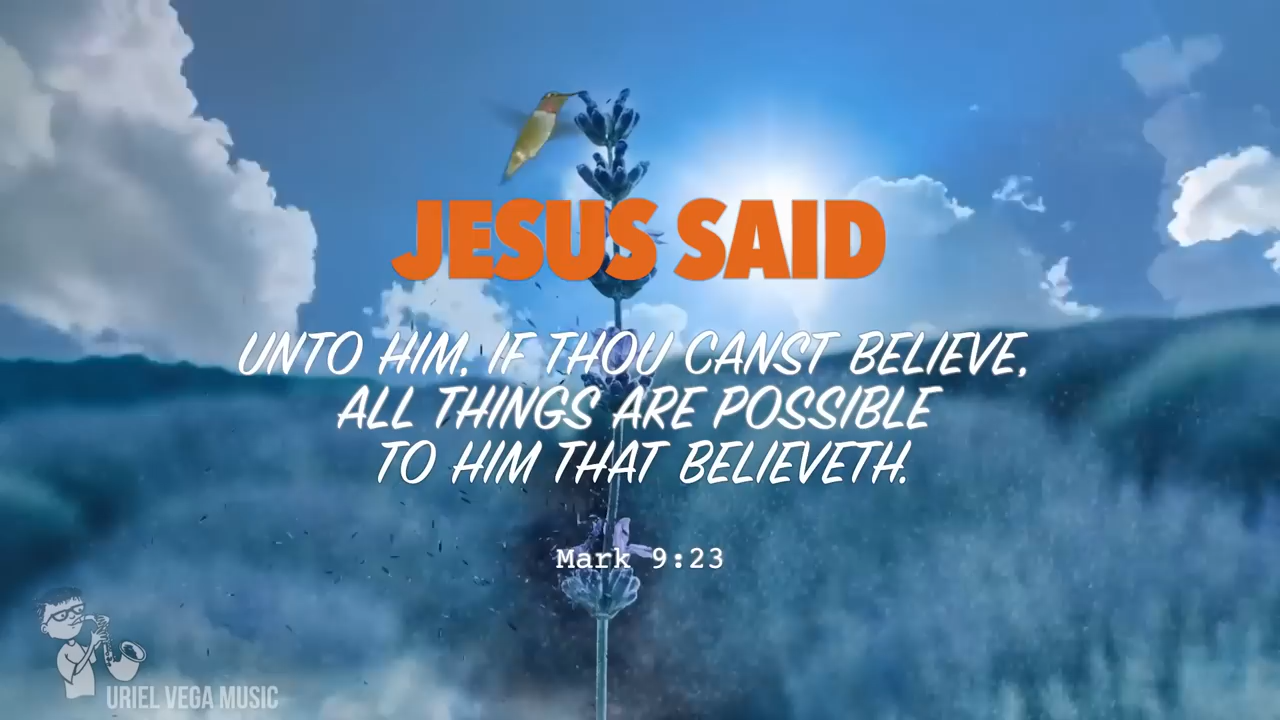 JESUS SAID
UNTO HIM, IF THOU CANST BELIEVE,
ALL THINGS ARE POSSIBLE
TO HIM THAT BELIEVETH.
Mark 9:23
URIEL VEGA MUSIC